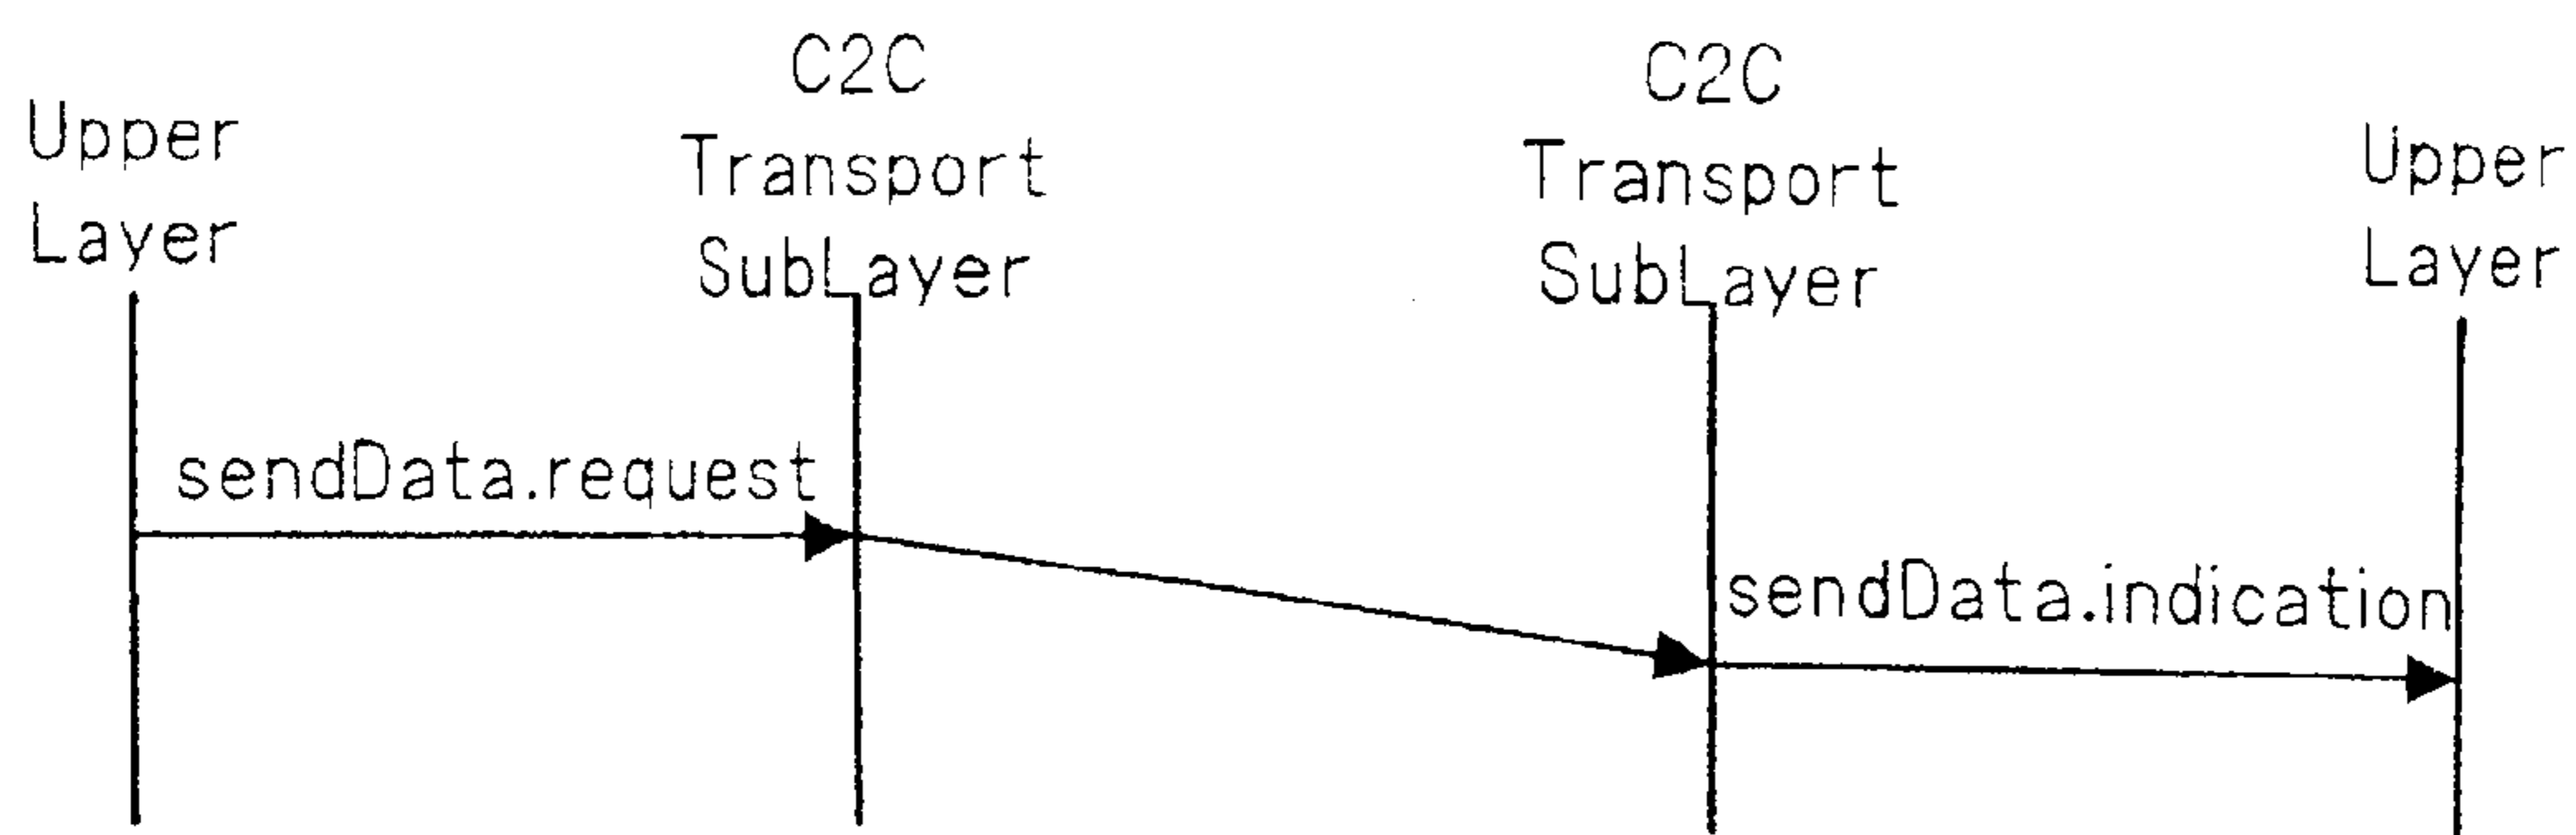 Upper
Layer
C2C
Transport
SubLayer
C2C
Transport
SubLayer
Upper
Layer
sendData.request
sendData.indication